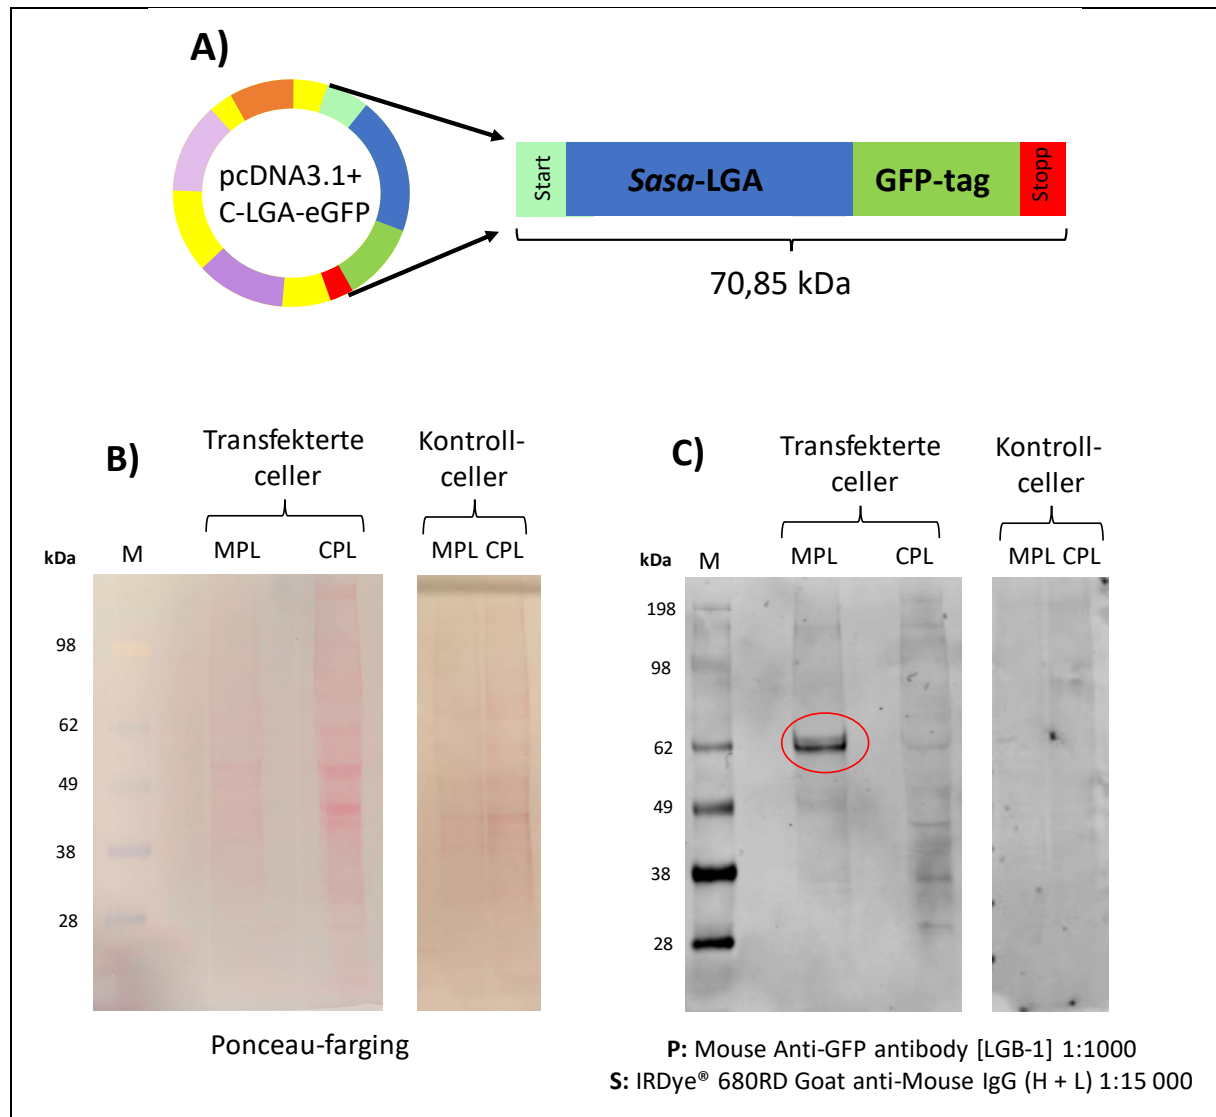 A)
pcDNA3.1+
C-LGA-eGFP
Start
Sasa-LGA
GFP-tag
Stopp
70,85 kDa
B)
Transfekterte
celler
Kontroll-
celler
kDa
M
MPL
CPL
MPL CPL
98
62
49
38
28
Ponceau-farging
C)
Transfekterte
celler
Kontroll-
celler
kDa
M
MPL
CPL
MPL CPL
198
98
62
49
38
28
P: Mouse Anti-GFP antibody [LGB-1] 1:1000
S: IRDye® 680RD Goat anti-Mouse IgG (H + L) 1:15 000